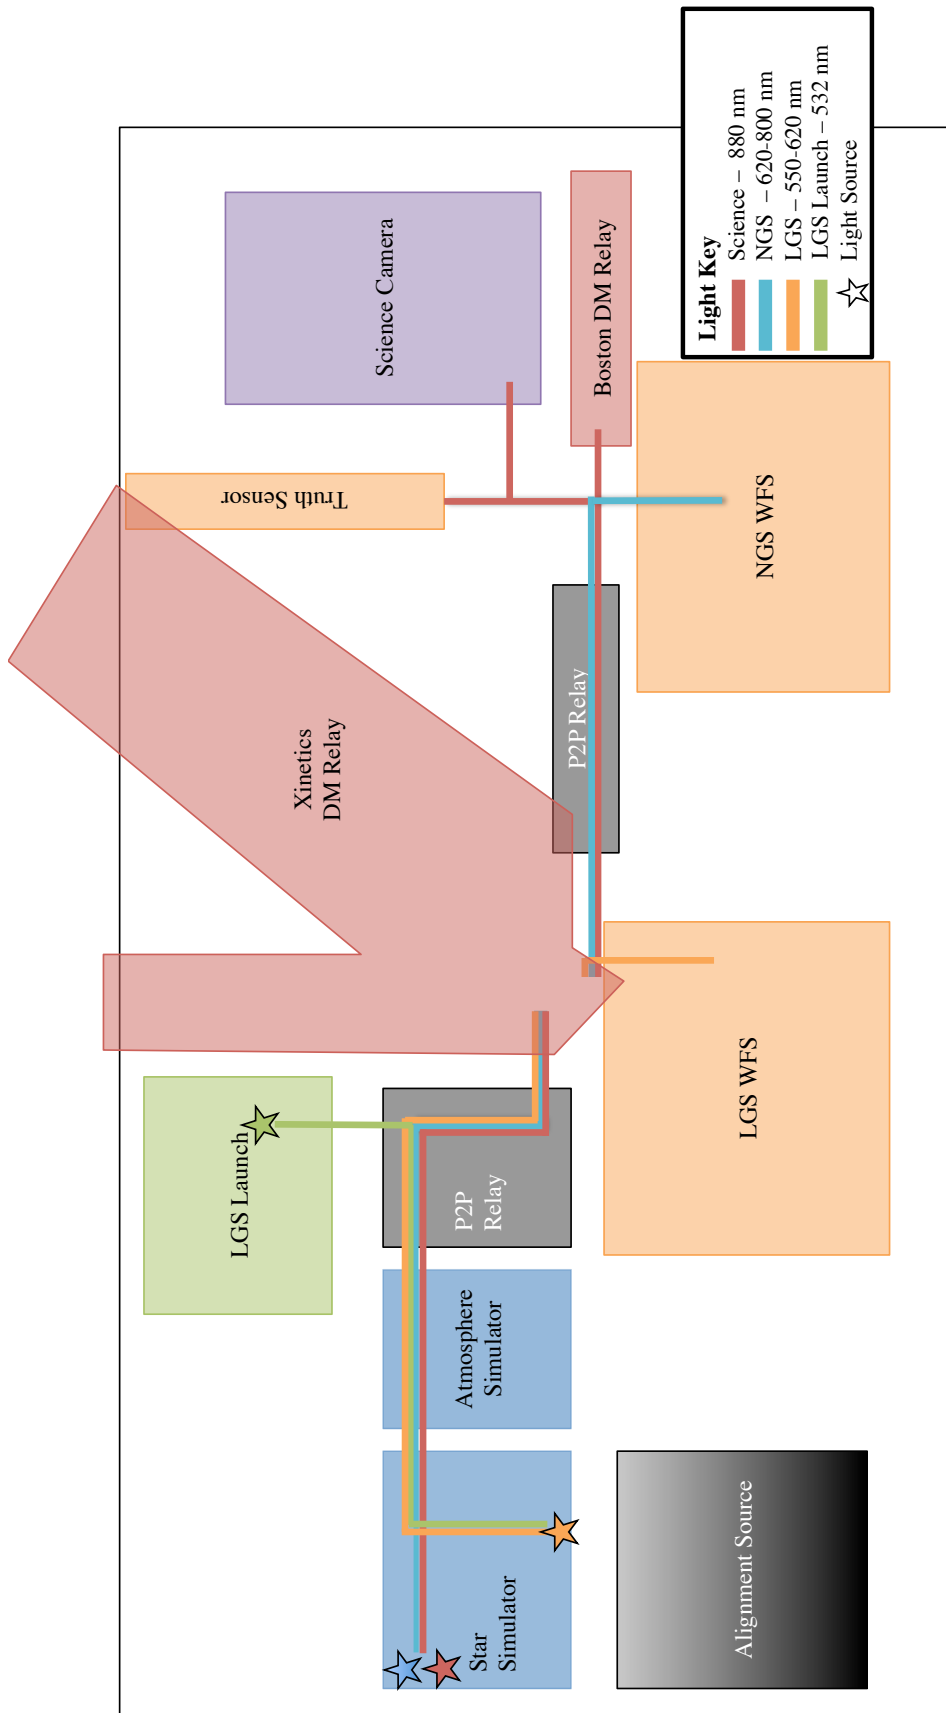 Light Key
Science – 880 nm
NGS – 620-800 nm
LGS – 550-620 nm
LGS Launch – 532 nm
Light Source
Science Camera
Boston DM Relay
Truth Sensor
NGS WFS
Xinetics
DM Relay
P2P Relay
LGS WFS
LGS Launch
P2P
Relay
Atmosphere
Simulator
Star
Simulator
Alignment Source